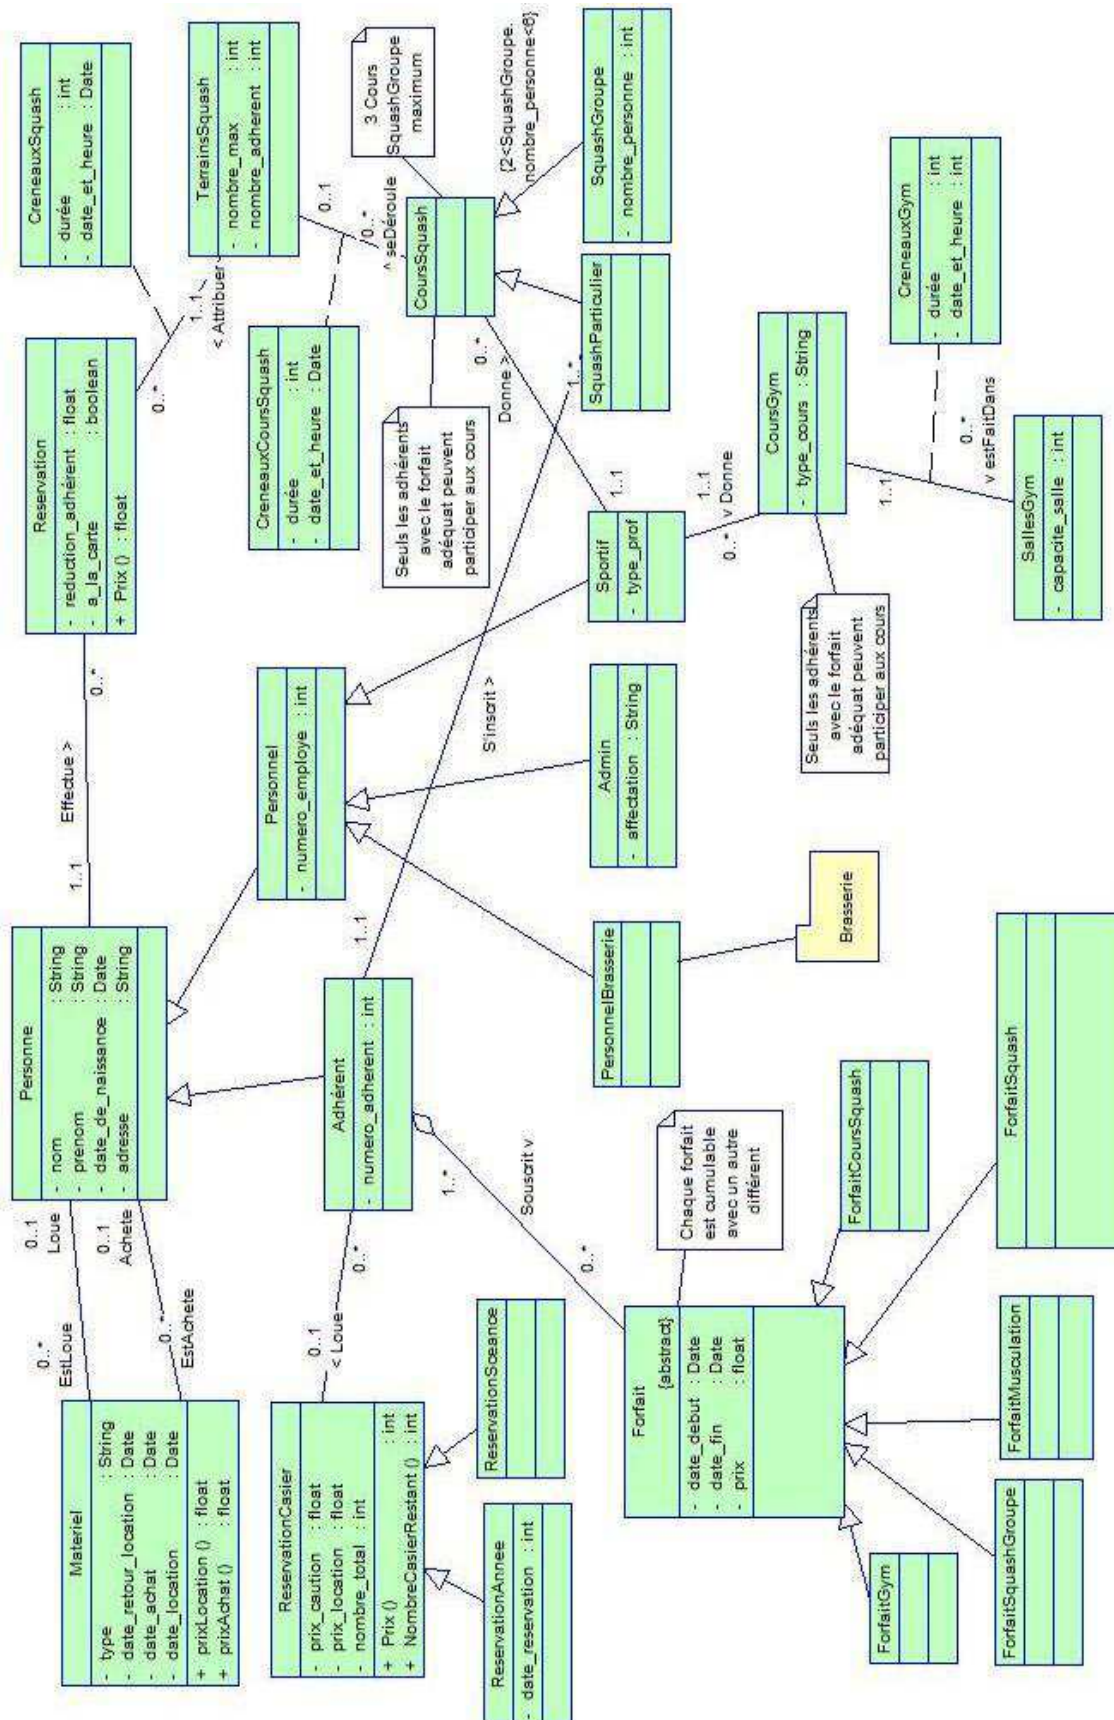 Materiel
- type : String
- date_retour_location : Date
- date_achat : Date
- date_location : Date
+ prixLocation () : float
+ prixAchat () : float
0..*
EstLoue
0..1
Loue
0..*
EstAchete
0..1
Achete
Personne
- nom : String
- prenom : String
- date_de_naissance : Date
- adresse : String
1..1
Effectue >
0..*
Reservation
- reduction_adhérent : float
- a_la_carte : boolean
+ Prix () : float
0..*
1..1
< Attribuer
CreneauxSquash
- durée : int
- date_et_heure : Date
TerrainsSquash
- nombre_max : int
- nombre_adherent : int
ReservationCasier
- prix_caution : float
- prix_location : float
- nombre_total : int
+ Prix () : int
+ NombreCasierRestant () : int
0..1
< Loue
0..*
Adhérent
- numero_adherent : int
1..1
S'inscrit >
1..*
Personnel
- numero_employe : int
CreneauxCoursSquash
- durée : int
- date_et_heure : Date
0..1
0..*
^ seDéroule
3 Cours
SquashGroupe
maximum
CoursSquash
Seuls les adhérents
avec le forfait
adéquat peuvent
participer aux cours
0..*
Donne >
1..1
{2<SquashGroupe.
nombre_personne<6}
ReservationAnnee
- date_reservation : int
ReservationSceance
1..*
Souscrit v
0..*
PersonnelBrasserie
Admin
- affectation : String
Sportif
- type_prof
SquashParticulier
SquashGroupe
- nombre_personne : int
Forfait
{abstract}
- date_debut : Date
- date_fin : Date
- prix : float
Chaque forfait
est cumulable
avec un autre
différent
Brasserie
0..*
v Donne
1..1
CoursGym
- type_cours : String
Seuls les adhérents
avec le forfait
adéquat peuvent
participer aux cours
1..1
0..*
v estFaitDans
CreneauxGym
- durée : int
- date_et_heure : Date
SallesGym
- capacite_salle : int
ForfaitGym
ForfaitCoursSquash
ForfaitSquashGroupe
ForfaitMusculation
ForfaitSquash